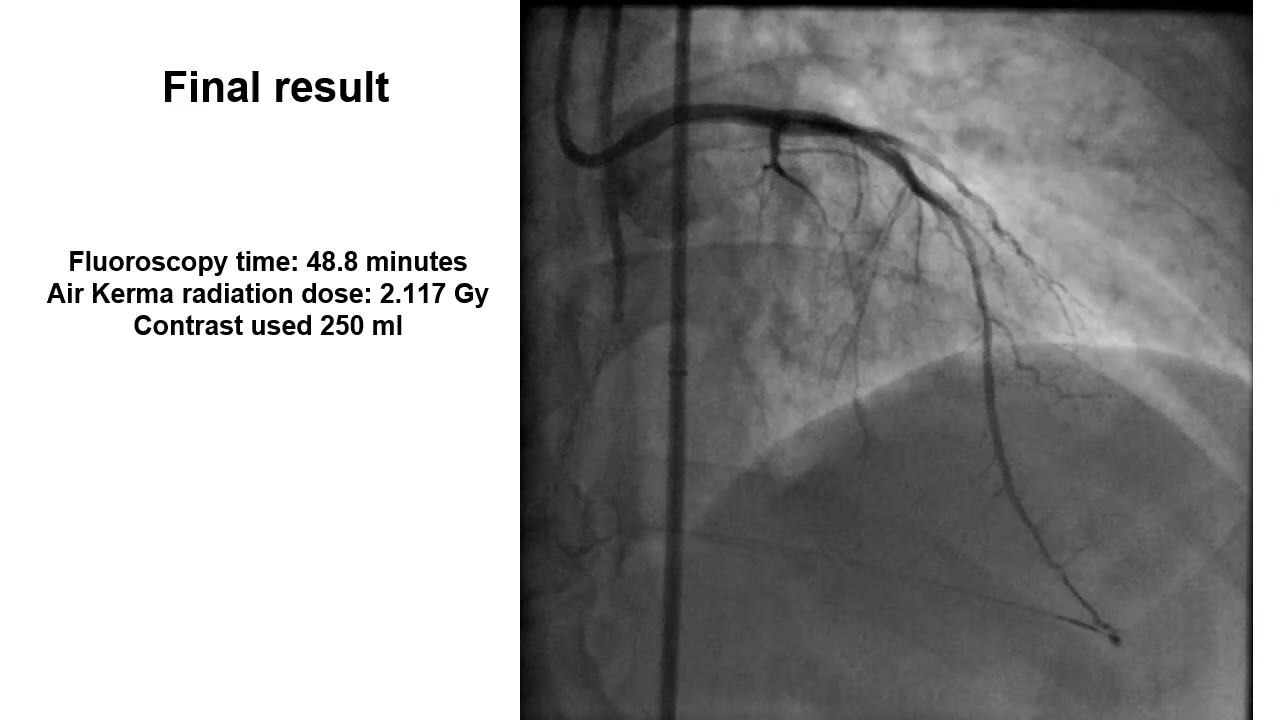 Final result
Fluoroscopy time: 48.8 minutes
Air Kerma radiation dose: 2.117 Gy
Contrast used 250 ml